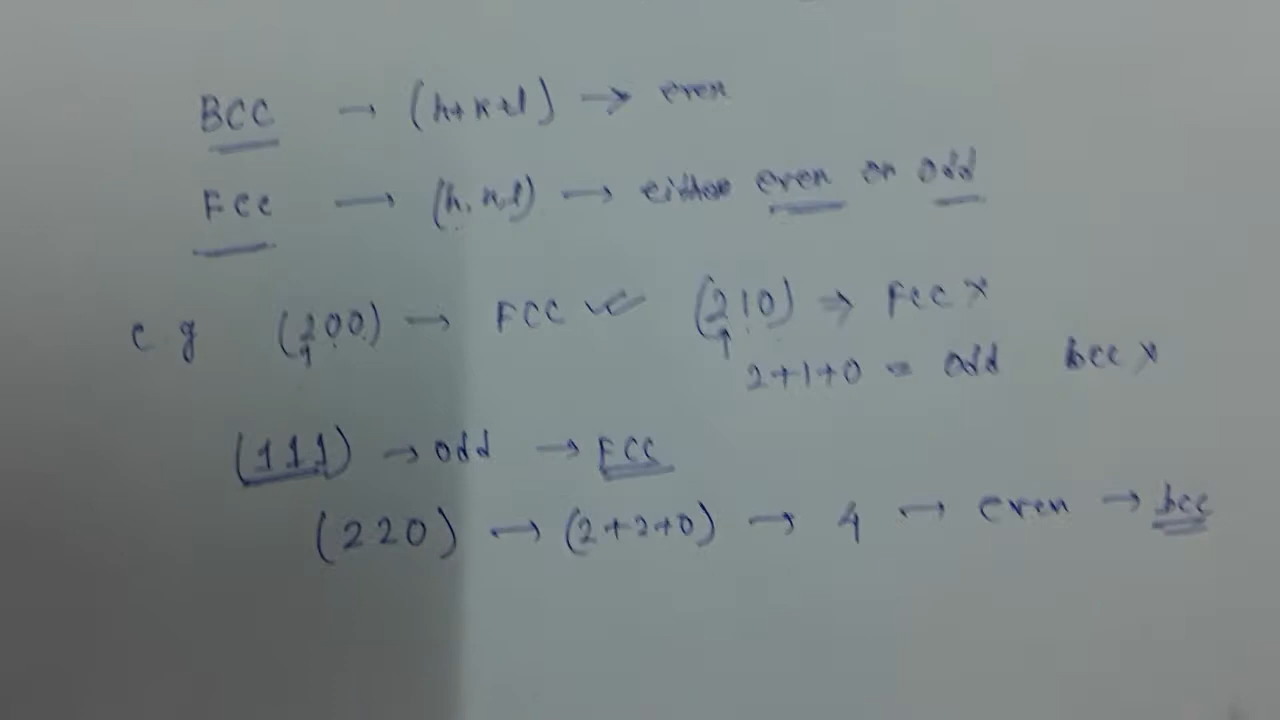 BCC → (h+k+l) → even
FCC → (h,k,l) → either even or odd
e g (200) → FCC ✓ (210) → FCC ×
2+1+0 = odd bcc ×
(111) → odd → FCC
(220) → (2+2+0) → 4 → even → bcc